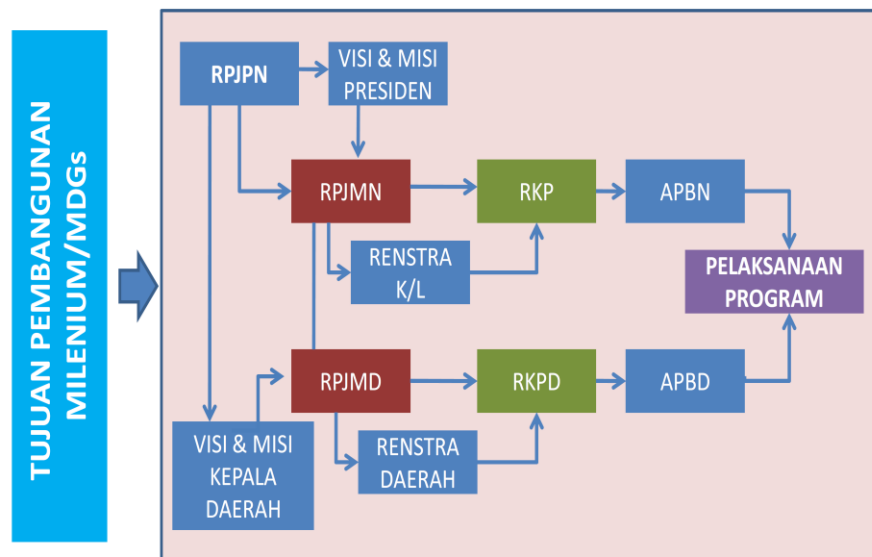 TUJUAN PEMBANGUNAN
MILENIUM/MDGs
RPJPN
VISI & MISI
PRESIDEN
RPJMN
RKP
APBN
RENSTRA
K/L
PELAKSANAAN
PROGRAM
RPJMD
RKPD
APBD
VISI & MISI
KEPALA
DAERAH
RENSTRA
DAERAH